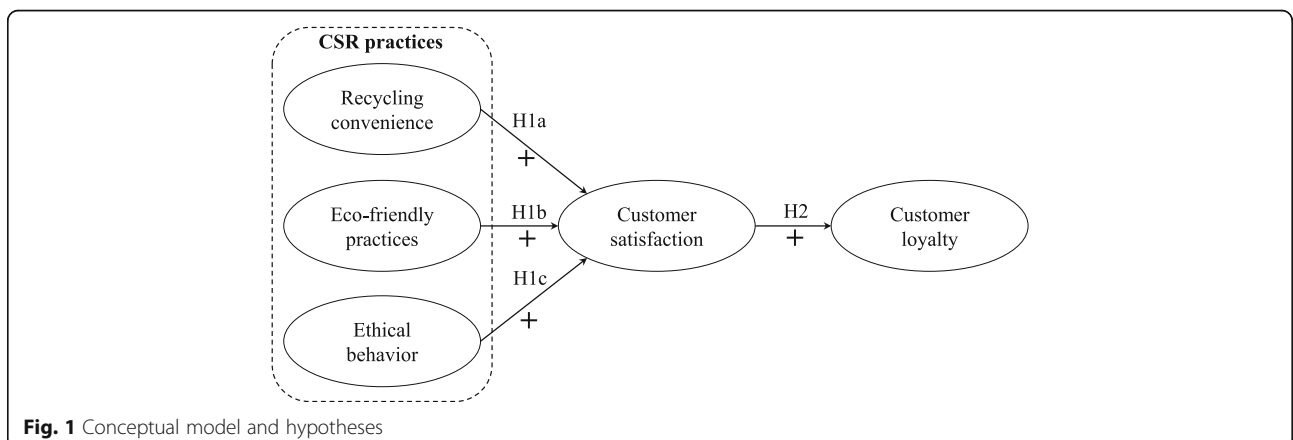 CSR practices
Recycling
convenience
H1a
+
Eco-friendly
practices
H1b
+
Customer
satisfaction
H2
+
Customer
loyalty
H1c
+
Ethical
behavior
Fig. 1 Conceptual model and hypotheses